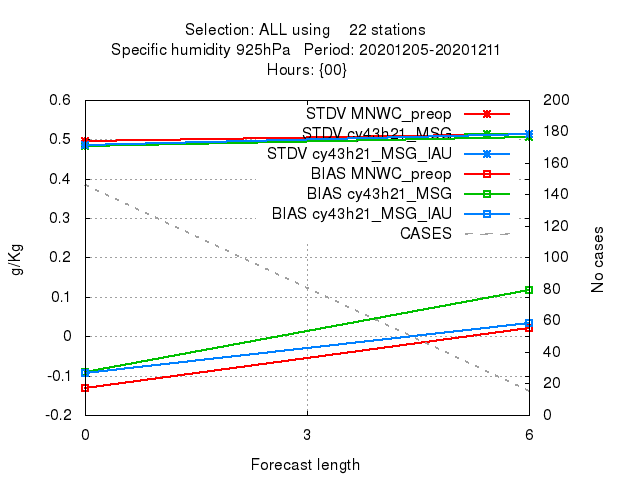 Selection: ALL using    22 stations
Specific humidity 925hPa   Period: 20201205-20201211
Hours: {00}
0.6
0.5
0.4
0.3
0.2
0.1
0
-0.1
-0.2
200
180
160
140
120
100
80
60
40
20
0
STDV MNWC_preop
STDV cy43h21_MSG
STDV cy43h21_MSG_IAU
BIAS MNWC_preop
BIAS cy43h21_MSG
BIAS cy43h21_MSG_IAU
CASES
g/Kg
No cases
0
3
6
Forecast length